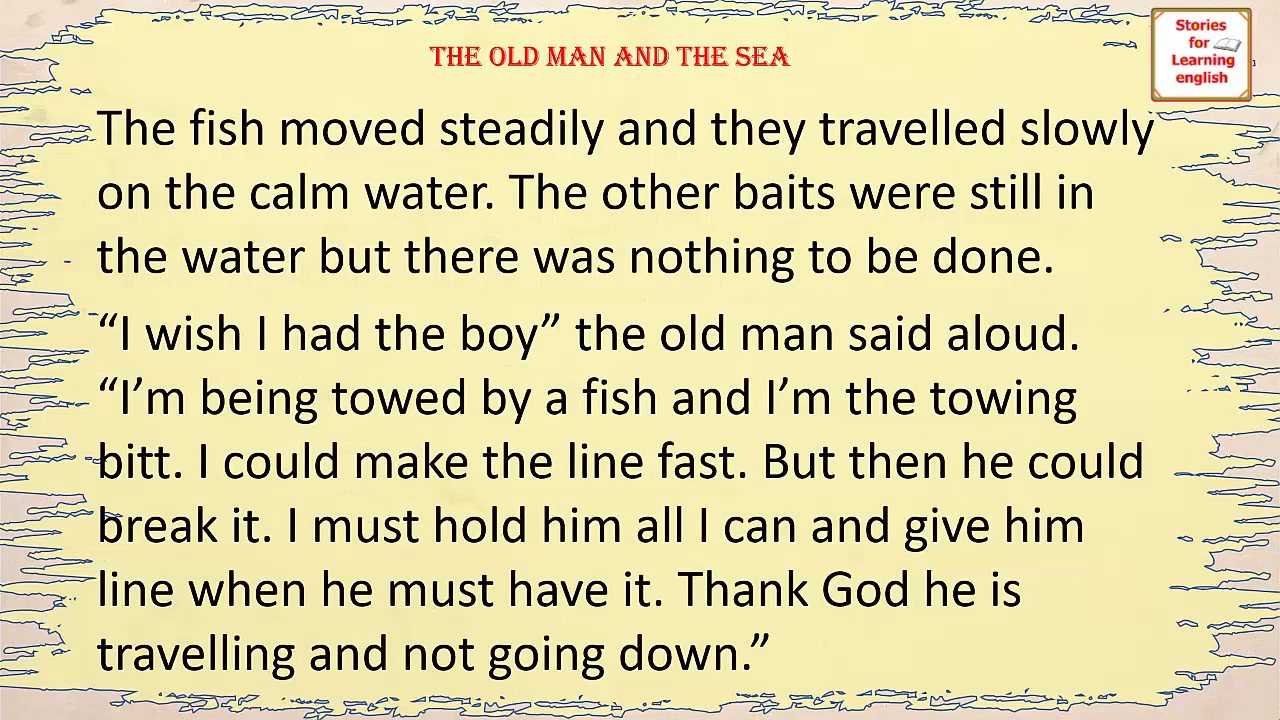 THE OLD MAN AND THE SEA
Stories
for
Learning
english
The fish moved steadily and they travelled slowly
on the calm water. The other baits were still in
the water but there was nothing to be done.
“I wish I had the boy” the old man said aloud.
“I’m being towed by a fish and I’m the towing
bitt. I could make the line fast. But then he could
break it. I must hold him all I can and give him
line when he must have it. Thank God he is
travelling and not going down.”